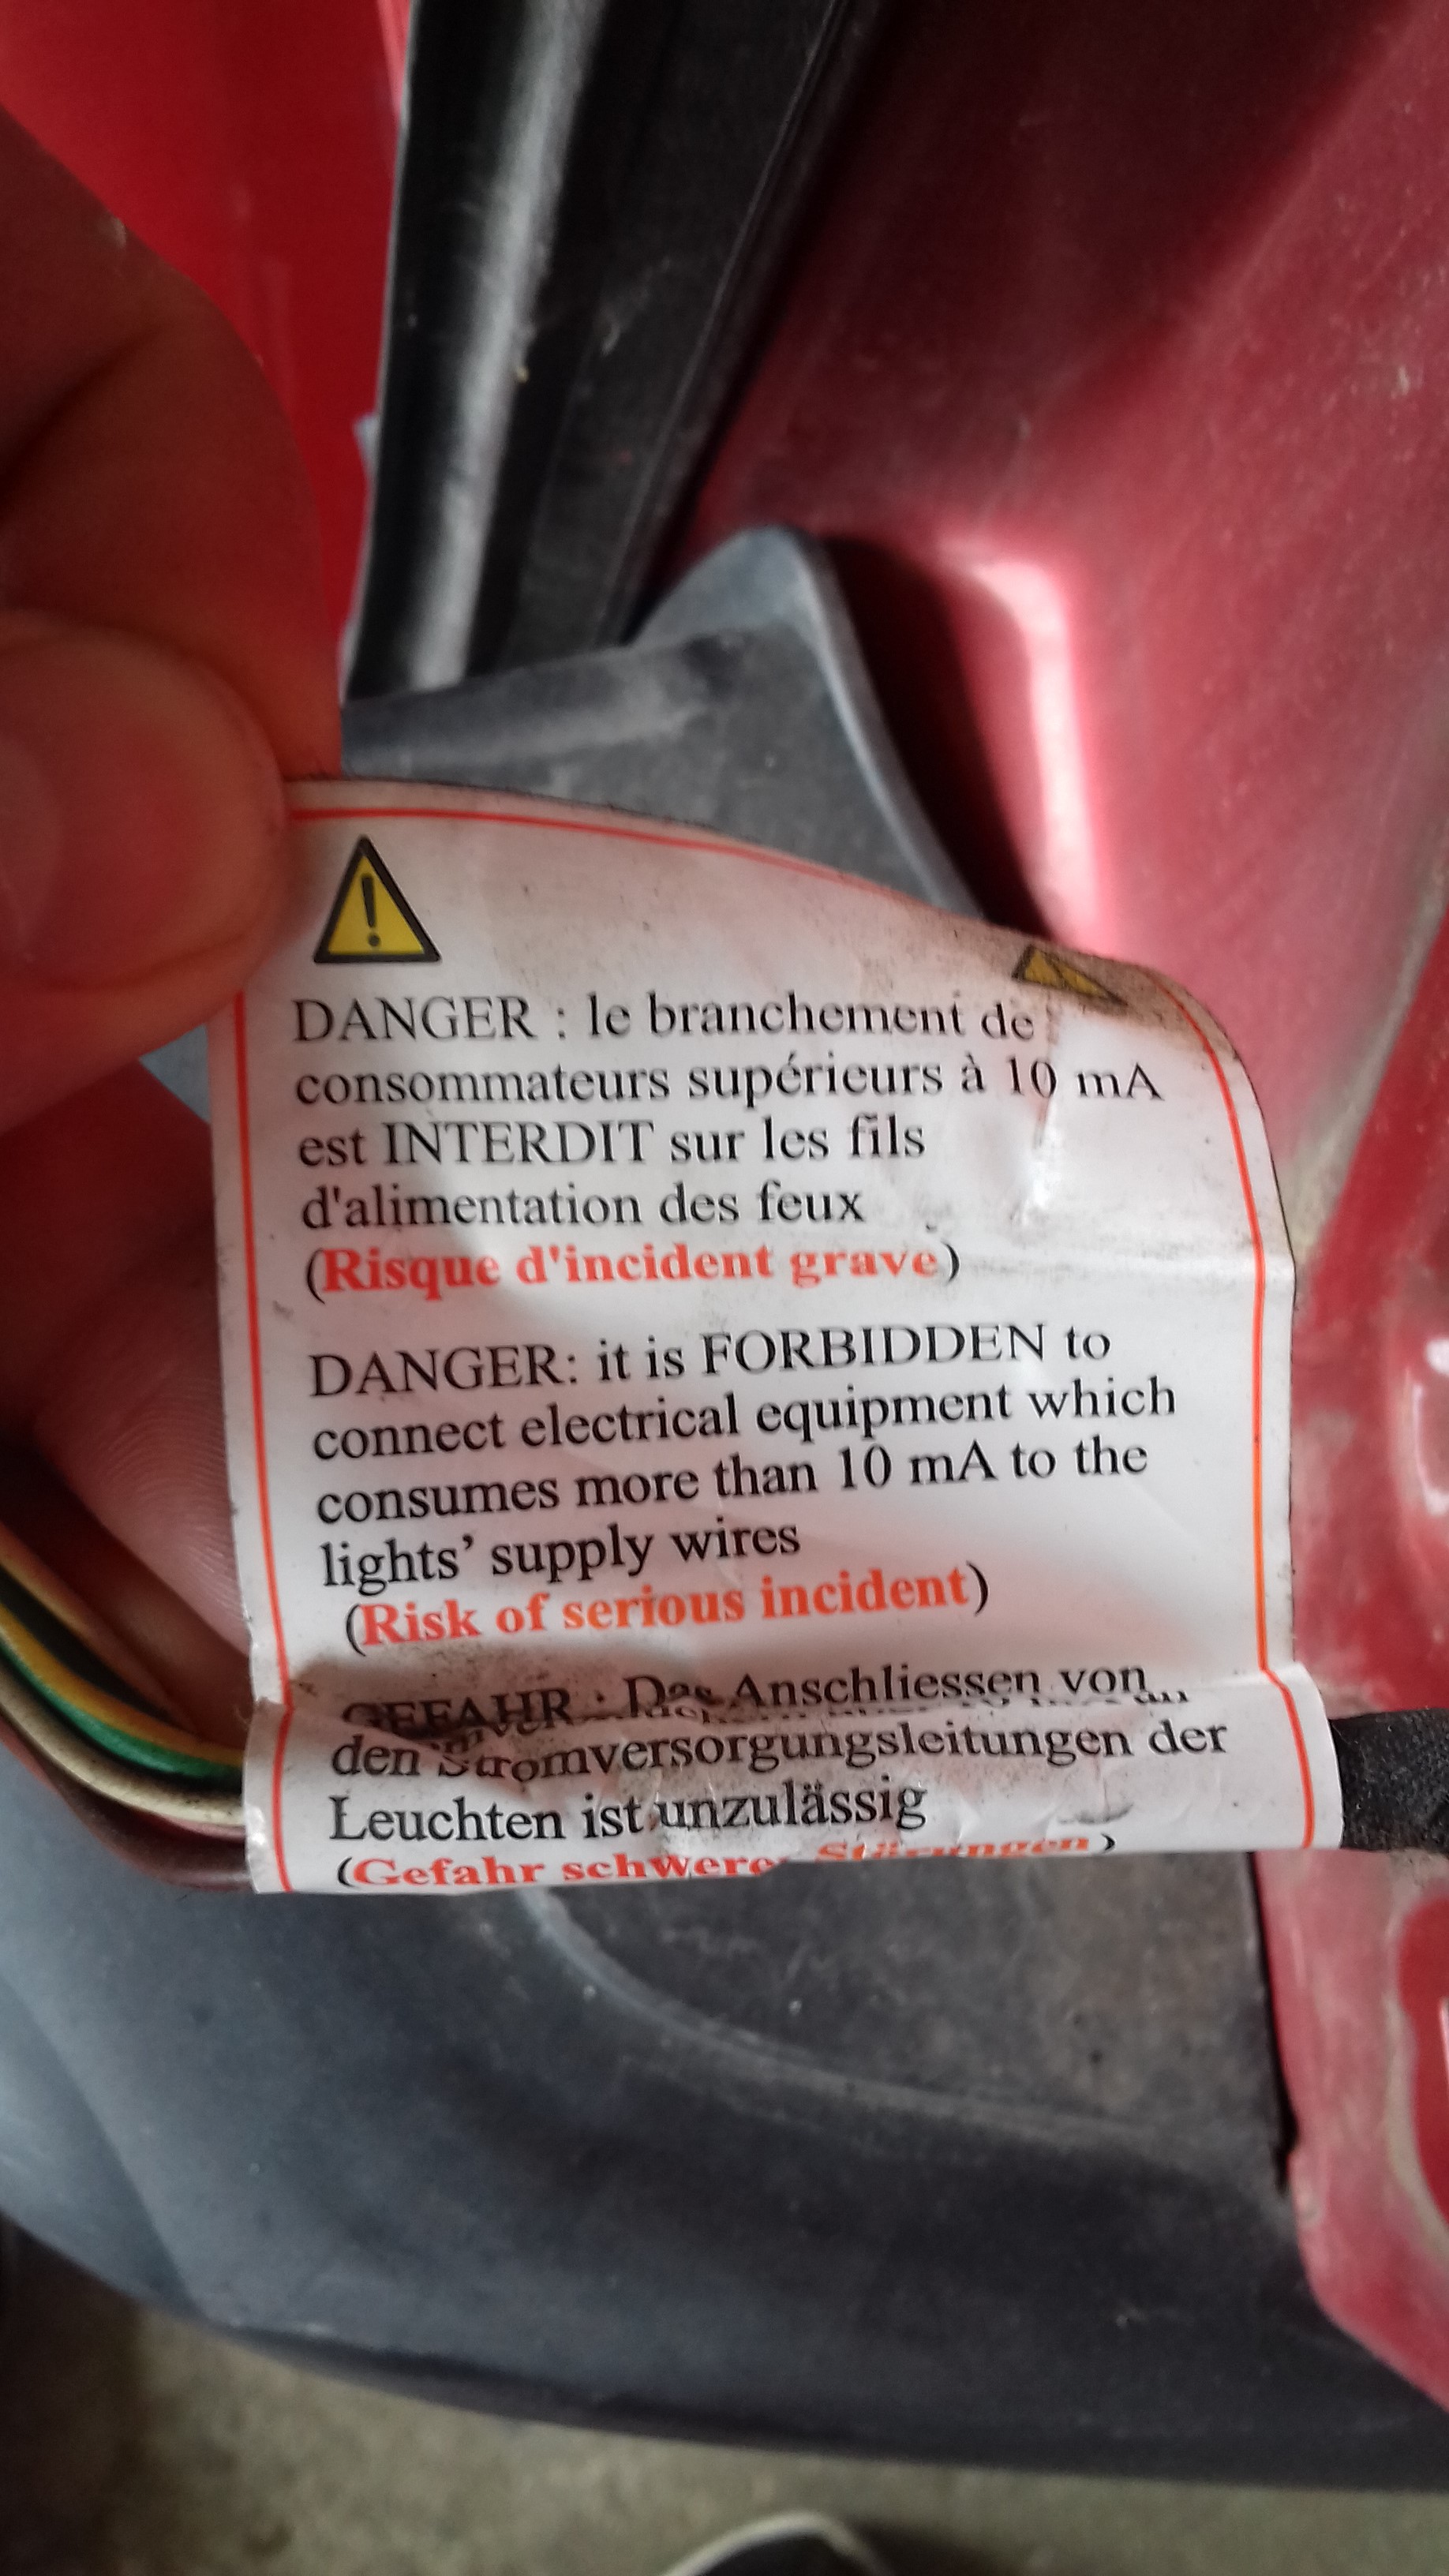 DANGER : le branchement de
consommateurs supérieurs à 10 mA
est INTERDIT sur les fils
d'alimentation des feux
(Risque d'incident grave)
DANGER: it is FORBIDDEN to
connect electrical equipment which
consumes more than 10 mA to the
lights’ supply wires
(Risk of serious incident)
GEFAHR : Das Anschliessen von
den Stromversorgungsleitungen der
Leuchten ist unzulässig
(Gefahr schwerer Störungen)